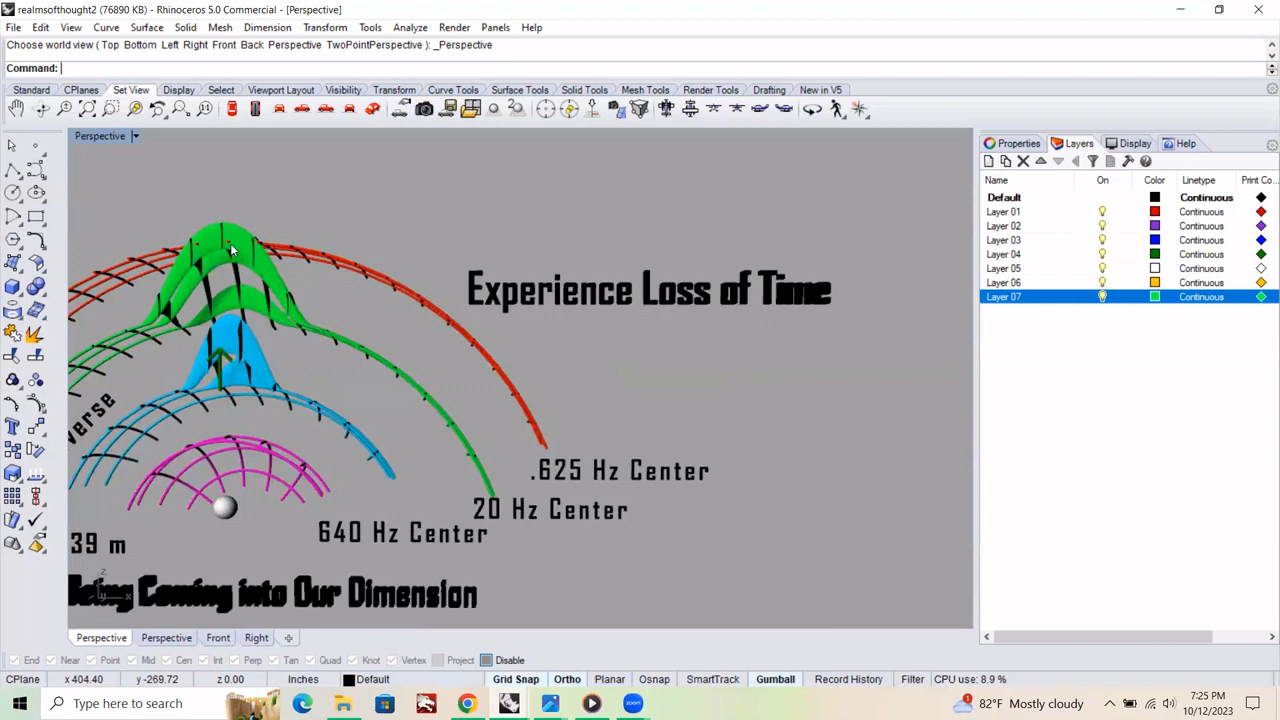 realmsofthought2 (76890 KB) - Rhinoceros 5.0 Commercial - [Perspective]
File Edit View Curve Surface Solid Mesh Dimension Transform Tools Analyze Render Panels Help
Choose world view ( Top Bottom Left Right Front Back Perspective TwoPointPerspective ): _Perspective
Command:
Standard CPlanes Set View Display Select Viewport Layout Visibility Transform Curve Tools Surface Tools Solid Tools Mesh Tools Render Tools Drafting New in V5
Perspective
Properties Layers Display Help
Name On Color Linetype Print Co...
Default Continuous
Layer 01 Continuous
Layer 02 Continuous
Layer 03 Continuous
Layer 04 Continuous
Layer 05 Continuous
Layer 06 Continuous
Layer 07 Continuous
Experience Loss of Time
verse
.625 Hz Center
20 Hz Center
640 Hz Center
39 m
Being Coming into Our Dimension
z
y x
Perspective Perspective Front Right
End Near Point Mid Cen Int Perp Tan Quad Knot Vertex Project Disable
CPlane x 404.40 y -269.72 z 0.00 Inches Default Grid Snap Ortho Planar Osnap SmartTrack Gumball Record History Filter CPU use: 8.9 %
Type here to search
82°F Mostly cloudy
7:25 PM
10/12/2023